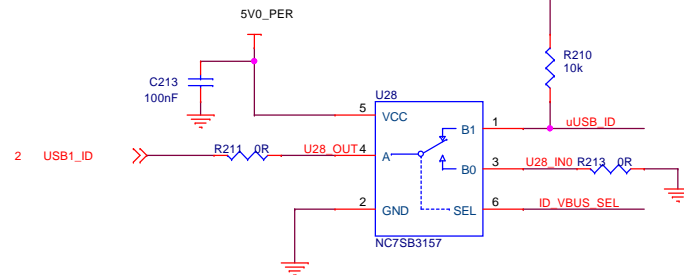 5V0_PER
R210
10k
C213
100nF
U28
5
VCC
B1
1
uUSB_ID
2 USB1_ID
R211 0R
U28_OUT
4
A
B0
3
U28_IN0
R213 0R
2
GND
SEL
6
ID_VBUS_SEL
NC7SB3157